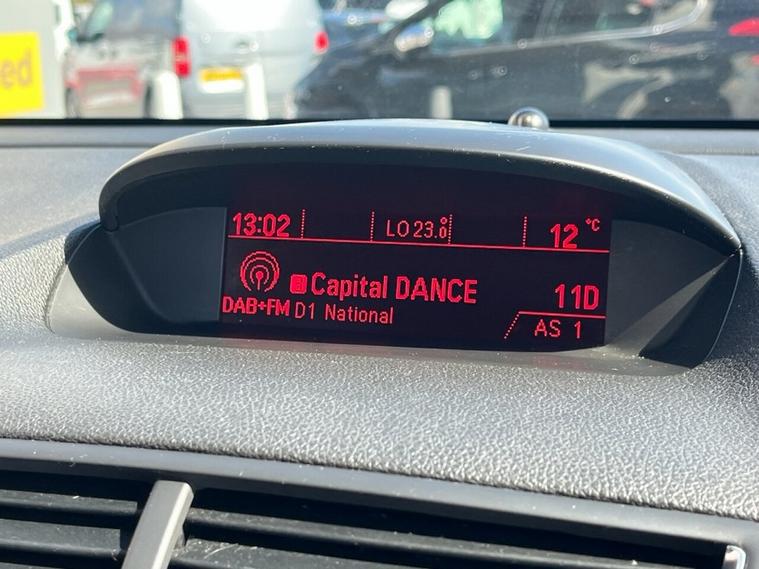 13:02 LO 23.0 12 °C
Capital DANCE 11D
DAB+FM D1 National
AS 1